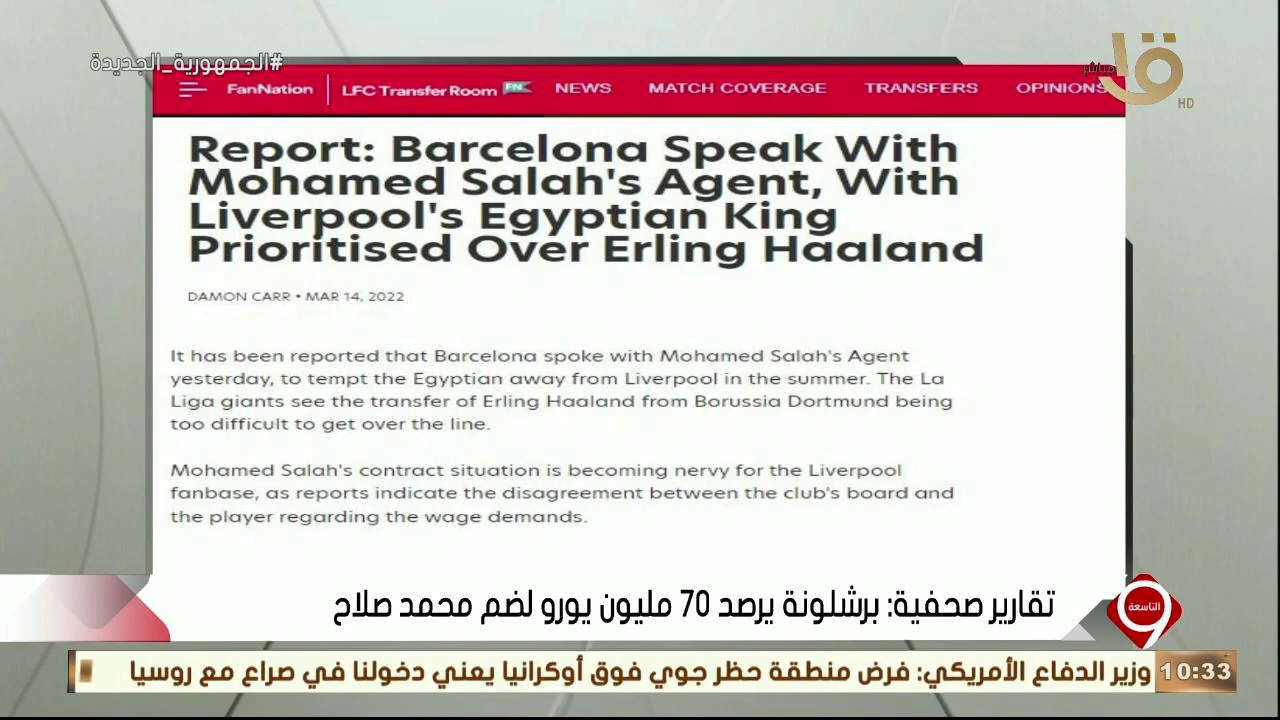 #الجمهورية_الجديدة
مباشر
HD
FanNation
LFC Transfer Room FN
NEWS
MATCH COVERAGE
TRANSFERS
OPINIONS
Report: Barcelona Speak With
Mohamed Salah's Agent, With
Liverpool's Egyptian King
Prioritised Over Erling Haaland
DAMON CARR • MAR 14, 2022
It has been reported that Barcelona spoke with Mohamed Salah's Agent
yesterday, to tempt the Egyptian away from Liverpool in the summer. The La
Liga giants see the transfer of Erling Haaland from Borussia Dortmund being
too difficult to get over the line.
Mohamed Salah's contract situation is becoming nervy for the Liverpool
fanbase, as reports indicate the disagreement between the club's board and
the player regarding the wage demands.
تقارير صحفية: برشلونة يرصد 70 مليون يورو لضم محمد صلاح
التاسعة
9
وزير الدفاع الأمريكي: فرض منطقة حظر جوي فوق أوكرانيا يعني دخولنا في صراع مع روسيا
10:33